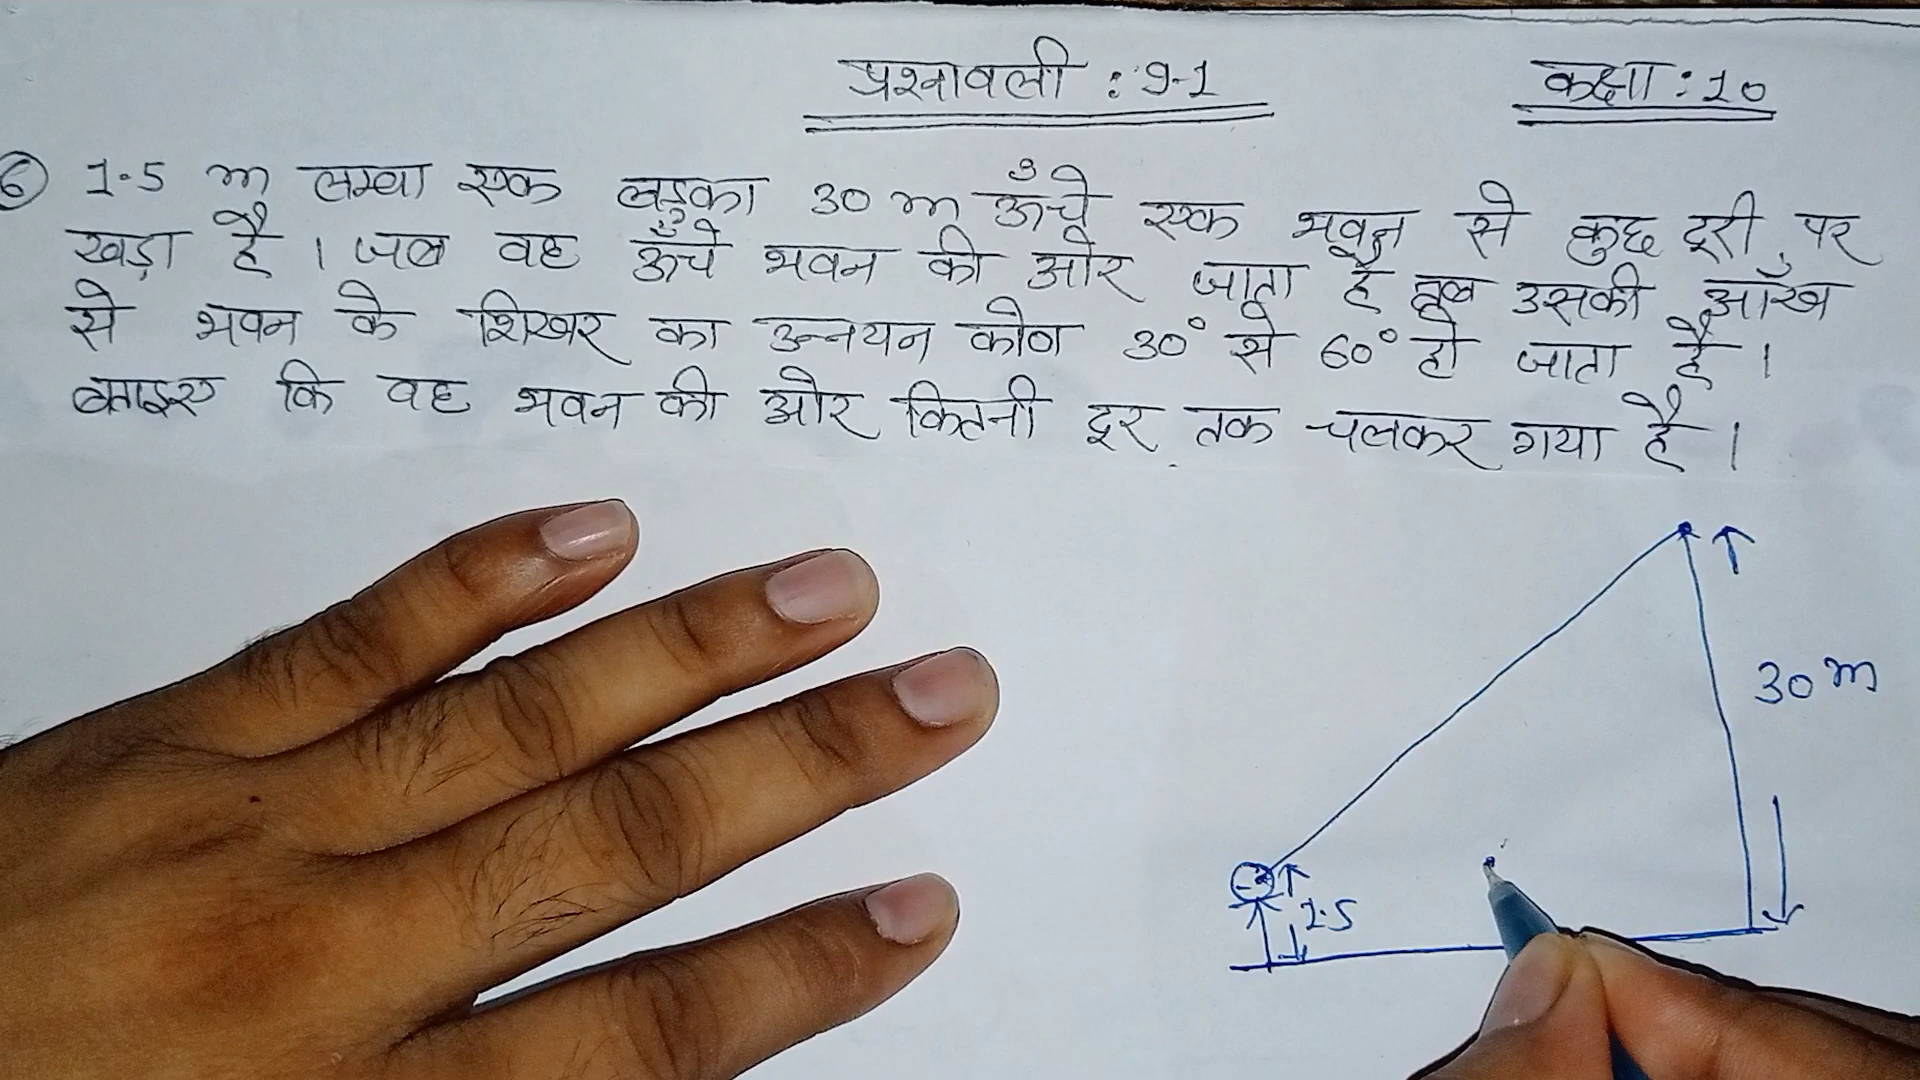 प्रश्नावली : 9.1
कक्षा : 10
6 1.5 m लम्बा एक लड़का 30 m ऊँचे एक भवन से कुछ दूरी पर
खड़ा है । जब वह ऊँचे भवन की ओर जाता है तब उसकी आँख
से भवन के शिखर का उन्नयन कोण 30° से 60° हो जाता है ।
बताइए कि वह भवन की ओर कितनी दूर तक चलकर गया है ।
30 m
1.5